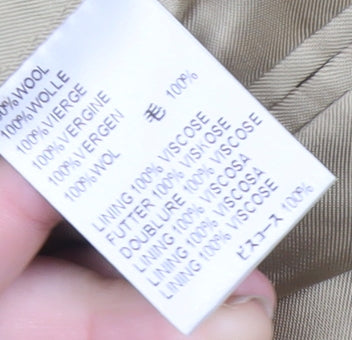 100%WOOL
100%WOLLE
100%VIERGE
100%VERGINE
100%VERGEN
100%WOL
毛 100%
LINING 100% VISCOSE
FUTTER 100% VISKOSE
DOUBLURE 100% VISCOSE
LINING 100% VISCOSA
LINING 100% VISCOSA
LINING 100% VISCOSE
ビスコース 100%